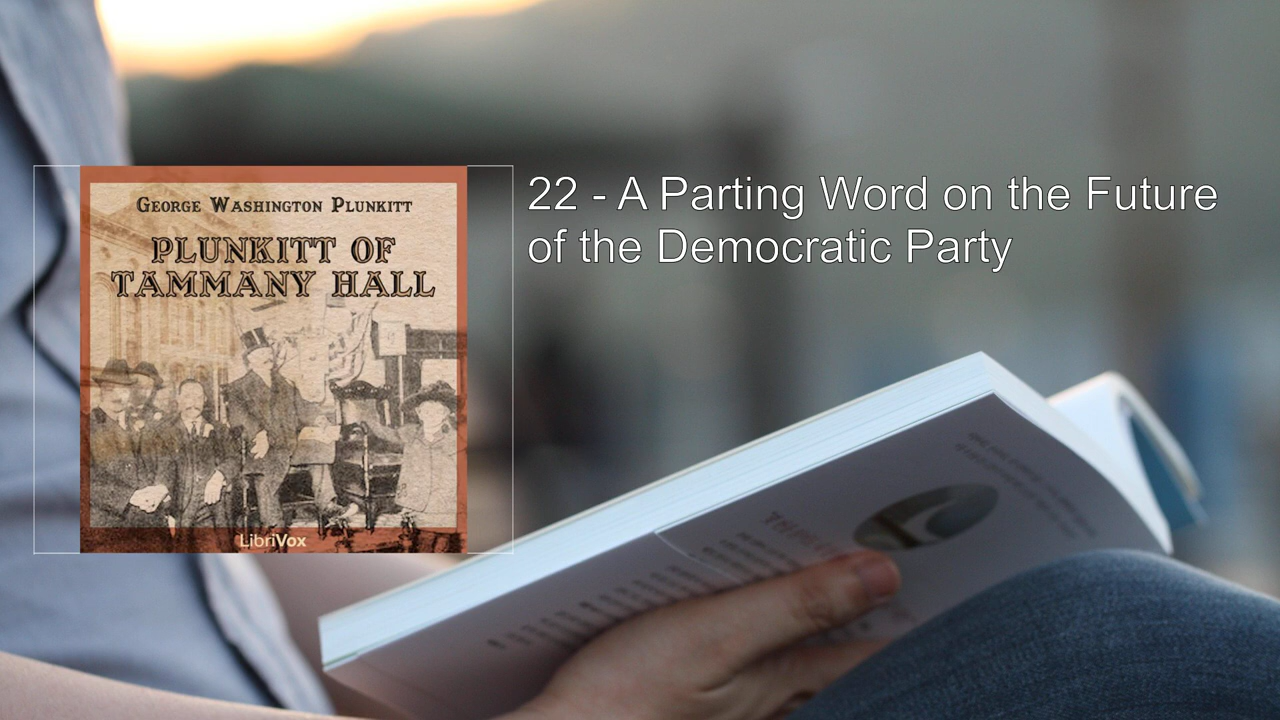 George Washington Plunkitt
PLUNKITT OF
TAMMANY HALL
LibriVox
22 - A Parting Word on the Future
of the Democratic Party